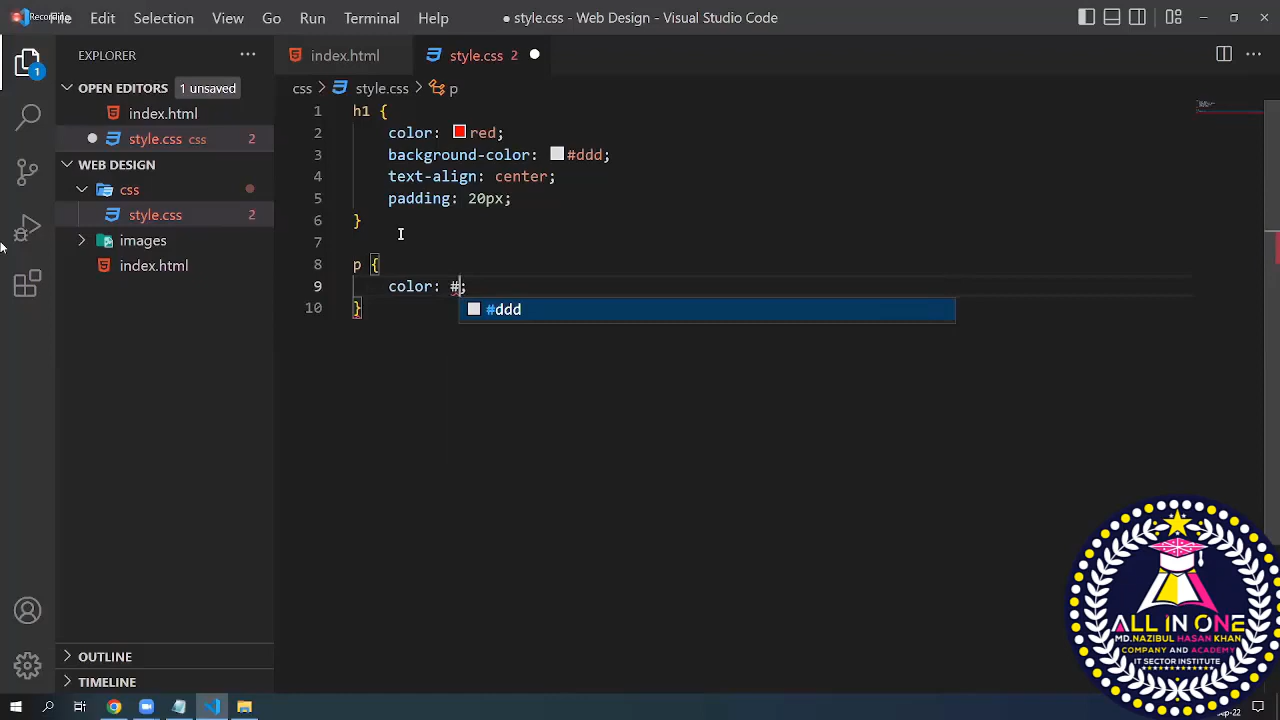 File Edit Selection View Go Run Terminal Help
style.css - Web Design - Visual Studio Code
EXPLORER
OPEN EDITORS 1 unsaved
index.html
style.css css 2
WEB DESIGN
css
style.css 2
images
index.html
OUTLINE
TIMELINE
1
index.html
style.css 2
css > style.css > p
1 h1 {
2 color: red;
3 background-color: #ddd;
4 text-align: center;
5 padding: 20px;
6 }
7
8 p {
9 color: #;
10 }
#ddd
ALL IN ONE
MD.NAZIBUL HASAN KHAN
COMPANY AND ACADEMY
IT SECTOR INSTITUTE